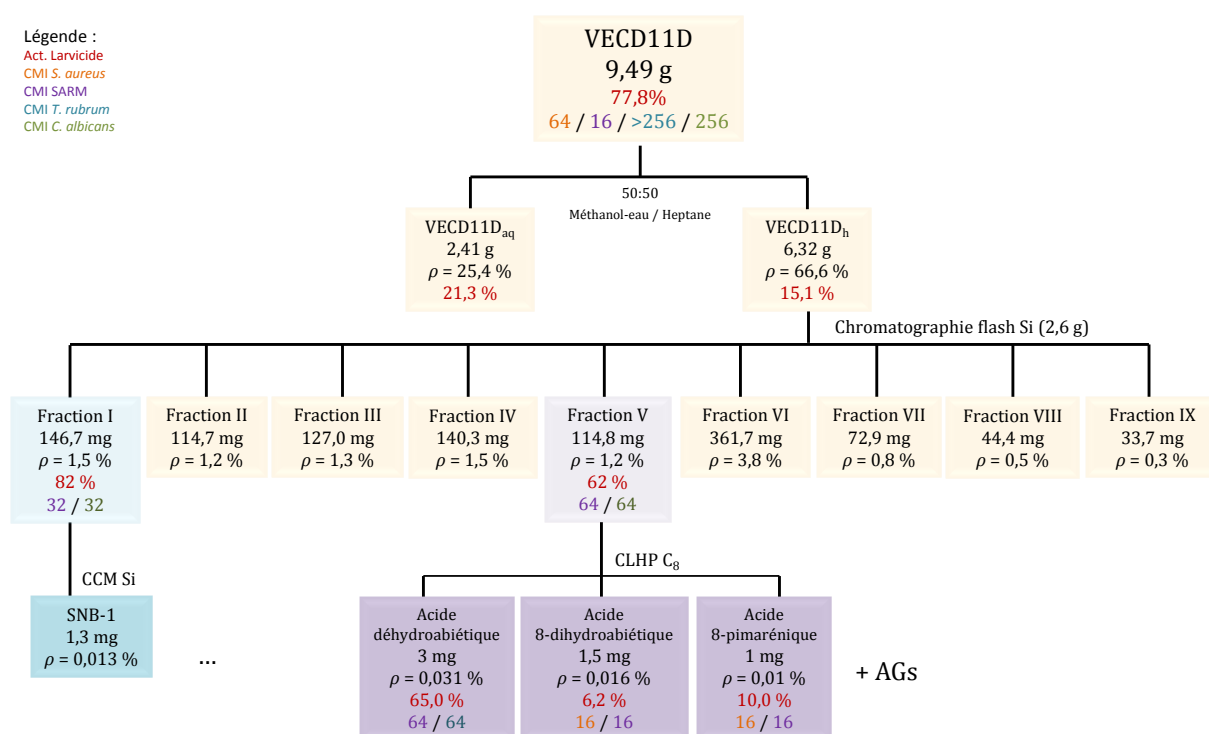 Légende :
Act. Larvicide
CMI S. aureus
CMI SARM
CMI T. rubrum
CMI C. albicans
VECD11D
9,49 g
77,8%
64 / 16 / >256 / 256
50:50
Méthanol-eau / Heptane
VECD11Daq
2,41 g
ρ = 25,4 %
21,3 %
VECD11Dh
6,32 g
ρ = 66,6 %
15,1 %
Chromatographie flash Si (2,6 g)
Fraction I
146,7 mg
ρ = 1,5 %
82 %
32 / 32
Fraction II
114,7 mg
ρ = 1,2 %
Fraction III
127,0 mg
ρ = 1,3 %
Fraction IV
140,3 mg
ρ = 1,5 %
Fraction V
114,8 mg
ρ = 1,2 %
62 %
64 / 64
Fraction VI
361,7 mg
ρ = 3,8 %
Fraction VII
72,9 mg
ρ = 0,8 %
Fraction VIII
44,4 mg
ρ = 0,5 %
Fraction IX
33,7 mg
ρ = 0,3 %
CCM Si
CLHP C8
SNB-1
1,3 mg
ρ = 0,013 %
...
Acide
déhydroabiétique
3 mg
ρ = 0,031 %
65,0 %
64 / 64
Acide
8-dihydroabiétique
1,5 mg
ρ = 0,016 %
6,2 %
16 / 16
Acide
8-pimarénique
1 mg
ρ = 0,01 %
10,0 %
16 / 16
+ AGs